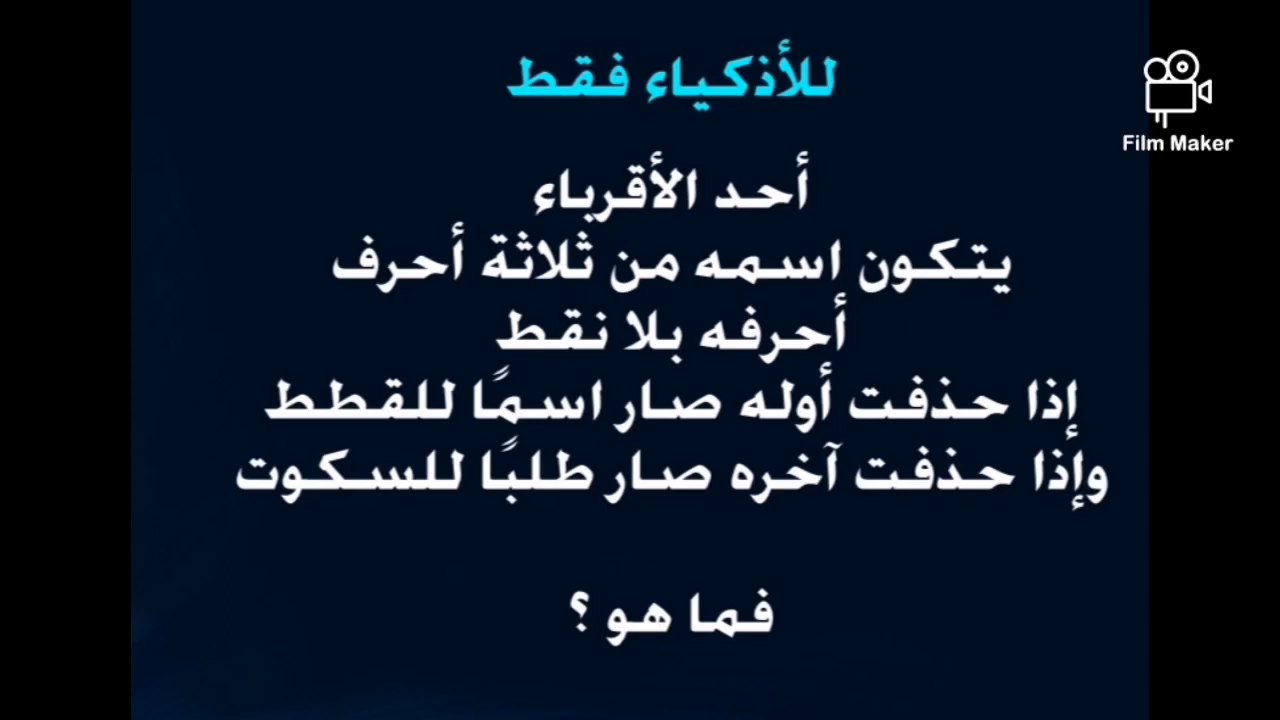 للأذكياء فقط
Film Maker
أحد الأقرباء
يتكون اسمه من ثلاثة أحرف
أحرفه بلا نقط
إذا حذفت أوله صار اسمًا للقطط
وإذا حذفت آخره صار طلبًا للسكوت
فما هو ؟